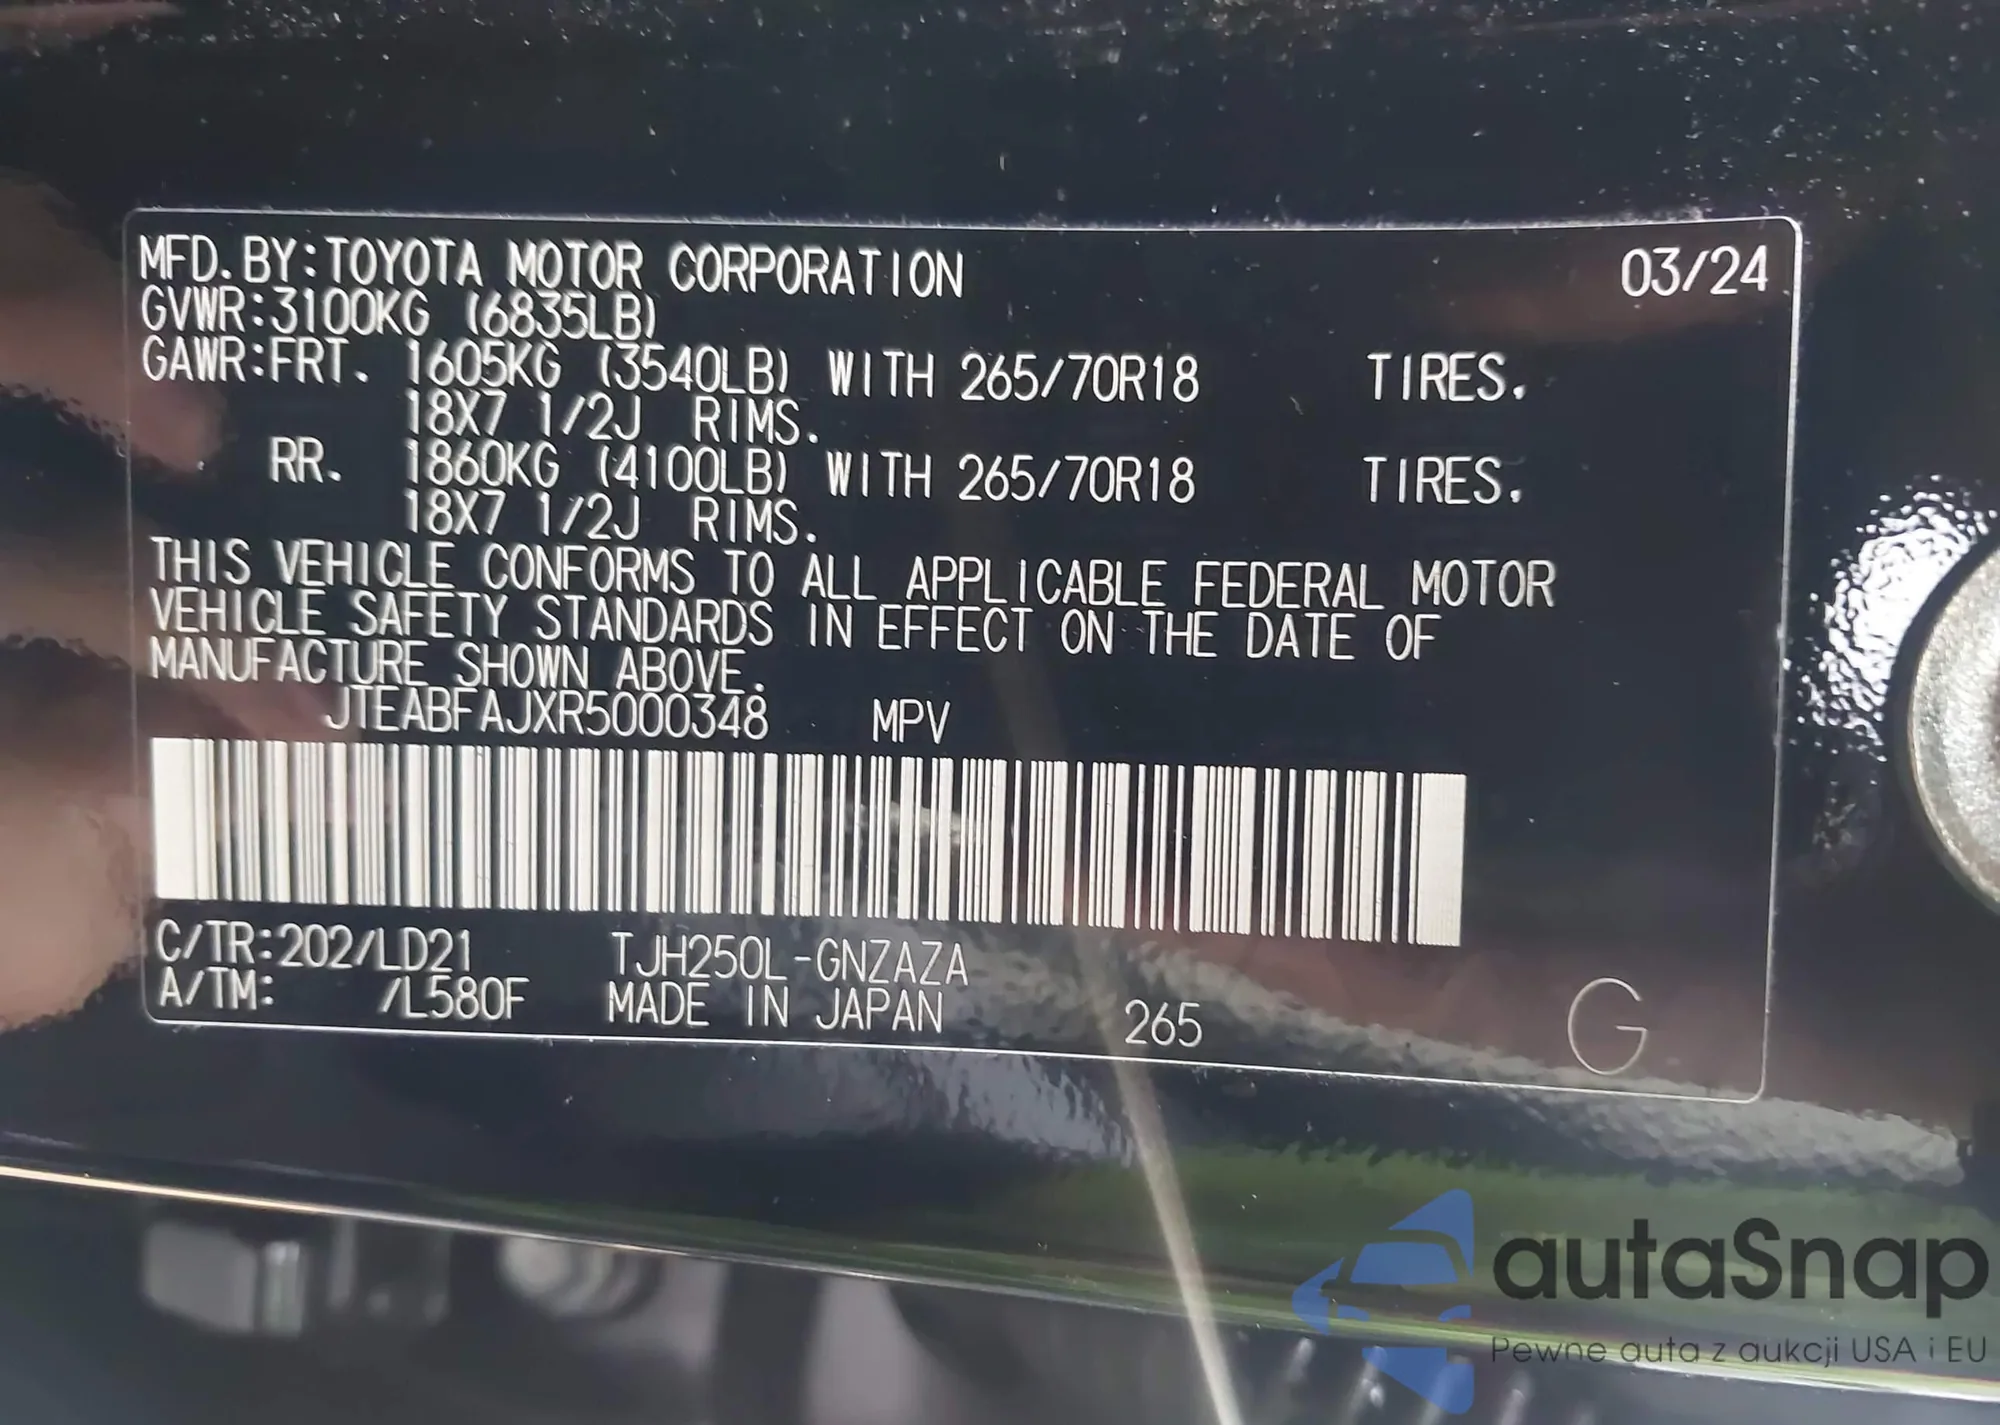 MFD. BY:TOYOTA MOTOR CORPORATION 03/24
GVWR:3100KG (6835LB)
GAWR:FRT. 1605KG (3540LB) WITH 265/70R18 TIRES.
18X7 1/2J RIMS.
RR. 1860KG (4100LB) WITH 265/70R18 TIRES.
18X7 1/2J RIMS.
THIS VEHICLE CONFORMS TO ALL APPLICABLE FEDERAL MOTOR
VEHICLE SAFETY STANDARDS IN EFFECT ON THE DATE OF
MANUFACTURE SHOWN ABOVE.
JTEABFAJXR5000348 MPV
C/TR:202/LD21 TJH250L-GNZAZA
A/TM: /L580F MADE IN JAPAN 265 G
autaSnap
Pewne auta z aukcji USA i EU